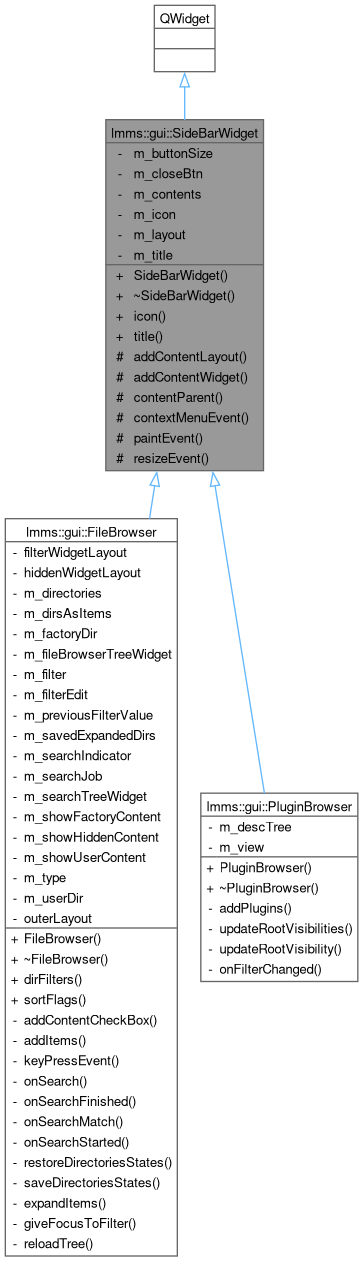 QWidget
lmms::gui::SideBarWidget
- m_buttonSize
- m_closeBtn
- m_contents
- m_icon
- m_layout
- m_title
+ SideBarWidget()
+ ~SideBarWidget()
+ icon()
+ title()
# addContentLayout()
# addContentWidget()
# contentParent()
# contextMenuEvent()
# paintEvent()
# resizeEvent()
lmms::gui::FileBrowser
- filterWidgetLayout
- hiddenWidgetLayout
- m_directories
- m_dirsAsItems
- m_factoryDir
- m_fileBrowserTreeWidget
- m_filter
- m_filterEdit
- m_previousFilterValue
- m_savedExpandedDirs
- m_searchIndicator
- m_searchJob
- m_searchTreeWidget
- m_showFactoryContent
- m_showHiddenContent
- m_showUserContent
- m_type
- m_userDir
- outerLayout
+ FileBrowser()
+ ~FileBrowser()
+ dirFilters()
+ sortFlags()
- addContentCheckBox()
- addItems()
- keyPressEvent()
- onSearch()
- onSearchFinished()
- onSearchMatch()
- onSearchStarted()
- restoreDirectoriesStates()
- saveDirectoriesStates()
- expandItems()
- giveFocusToFilter()
- reloadTree()
lmms::gui::PluginBrowser
- m_descTree
- m_view
+ PluginBrowser()
+ ~PluginBrowser()
- addPlugins()
- updateRootVisibilities()
- updateRootVisibility()
- onFilterChanged()